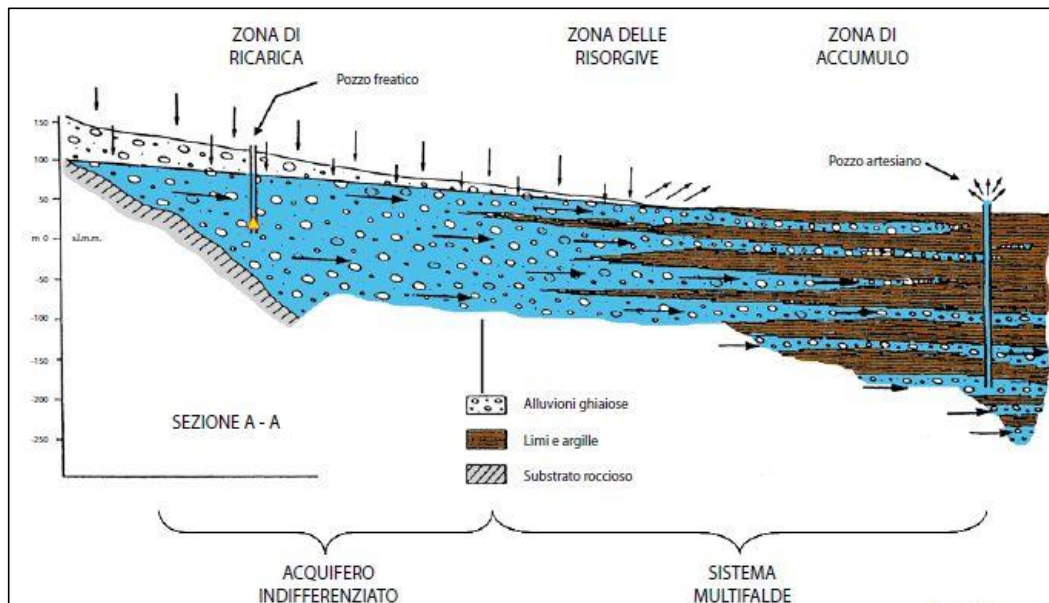 ZONA DI
RICARICA
ZONA DELLE
RISORGIVE
ZONA DI
ACCUMULO
Pozzo freatico
Pozzo artesiano
150
100
50
m 0
s.l.m.m.
-50
-100
-150
-200
-250
SEZIONE A - A
Alluvioni ghiaiose
Limi e argille
Substrato roccioso
ACQUIFERO
INDIFFERENZIATO
SISTEMA
MULTIFALDE